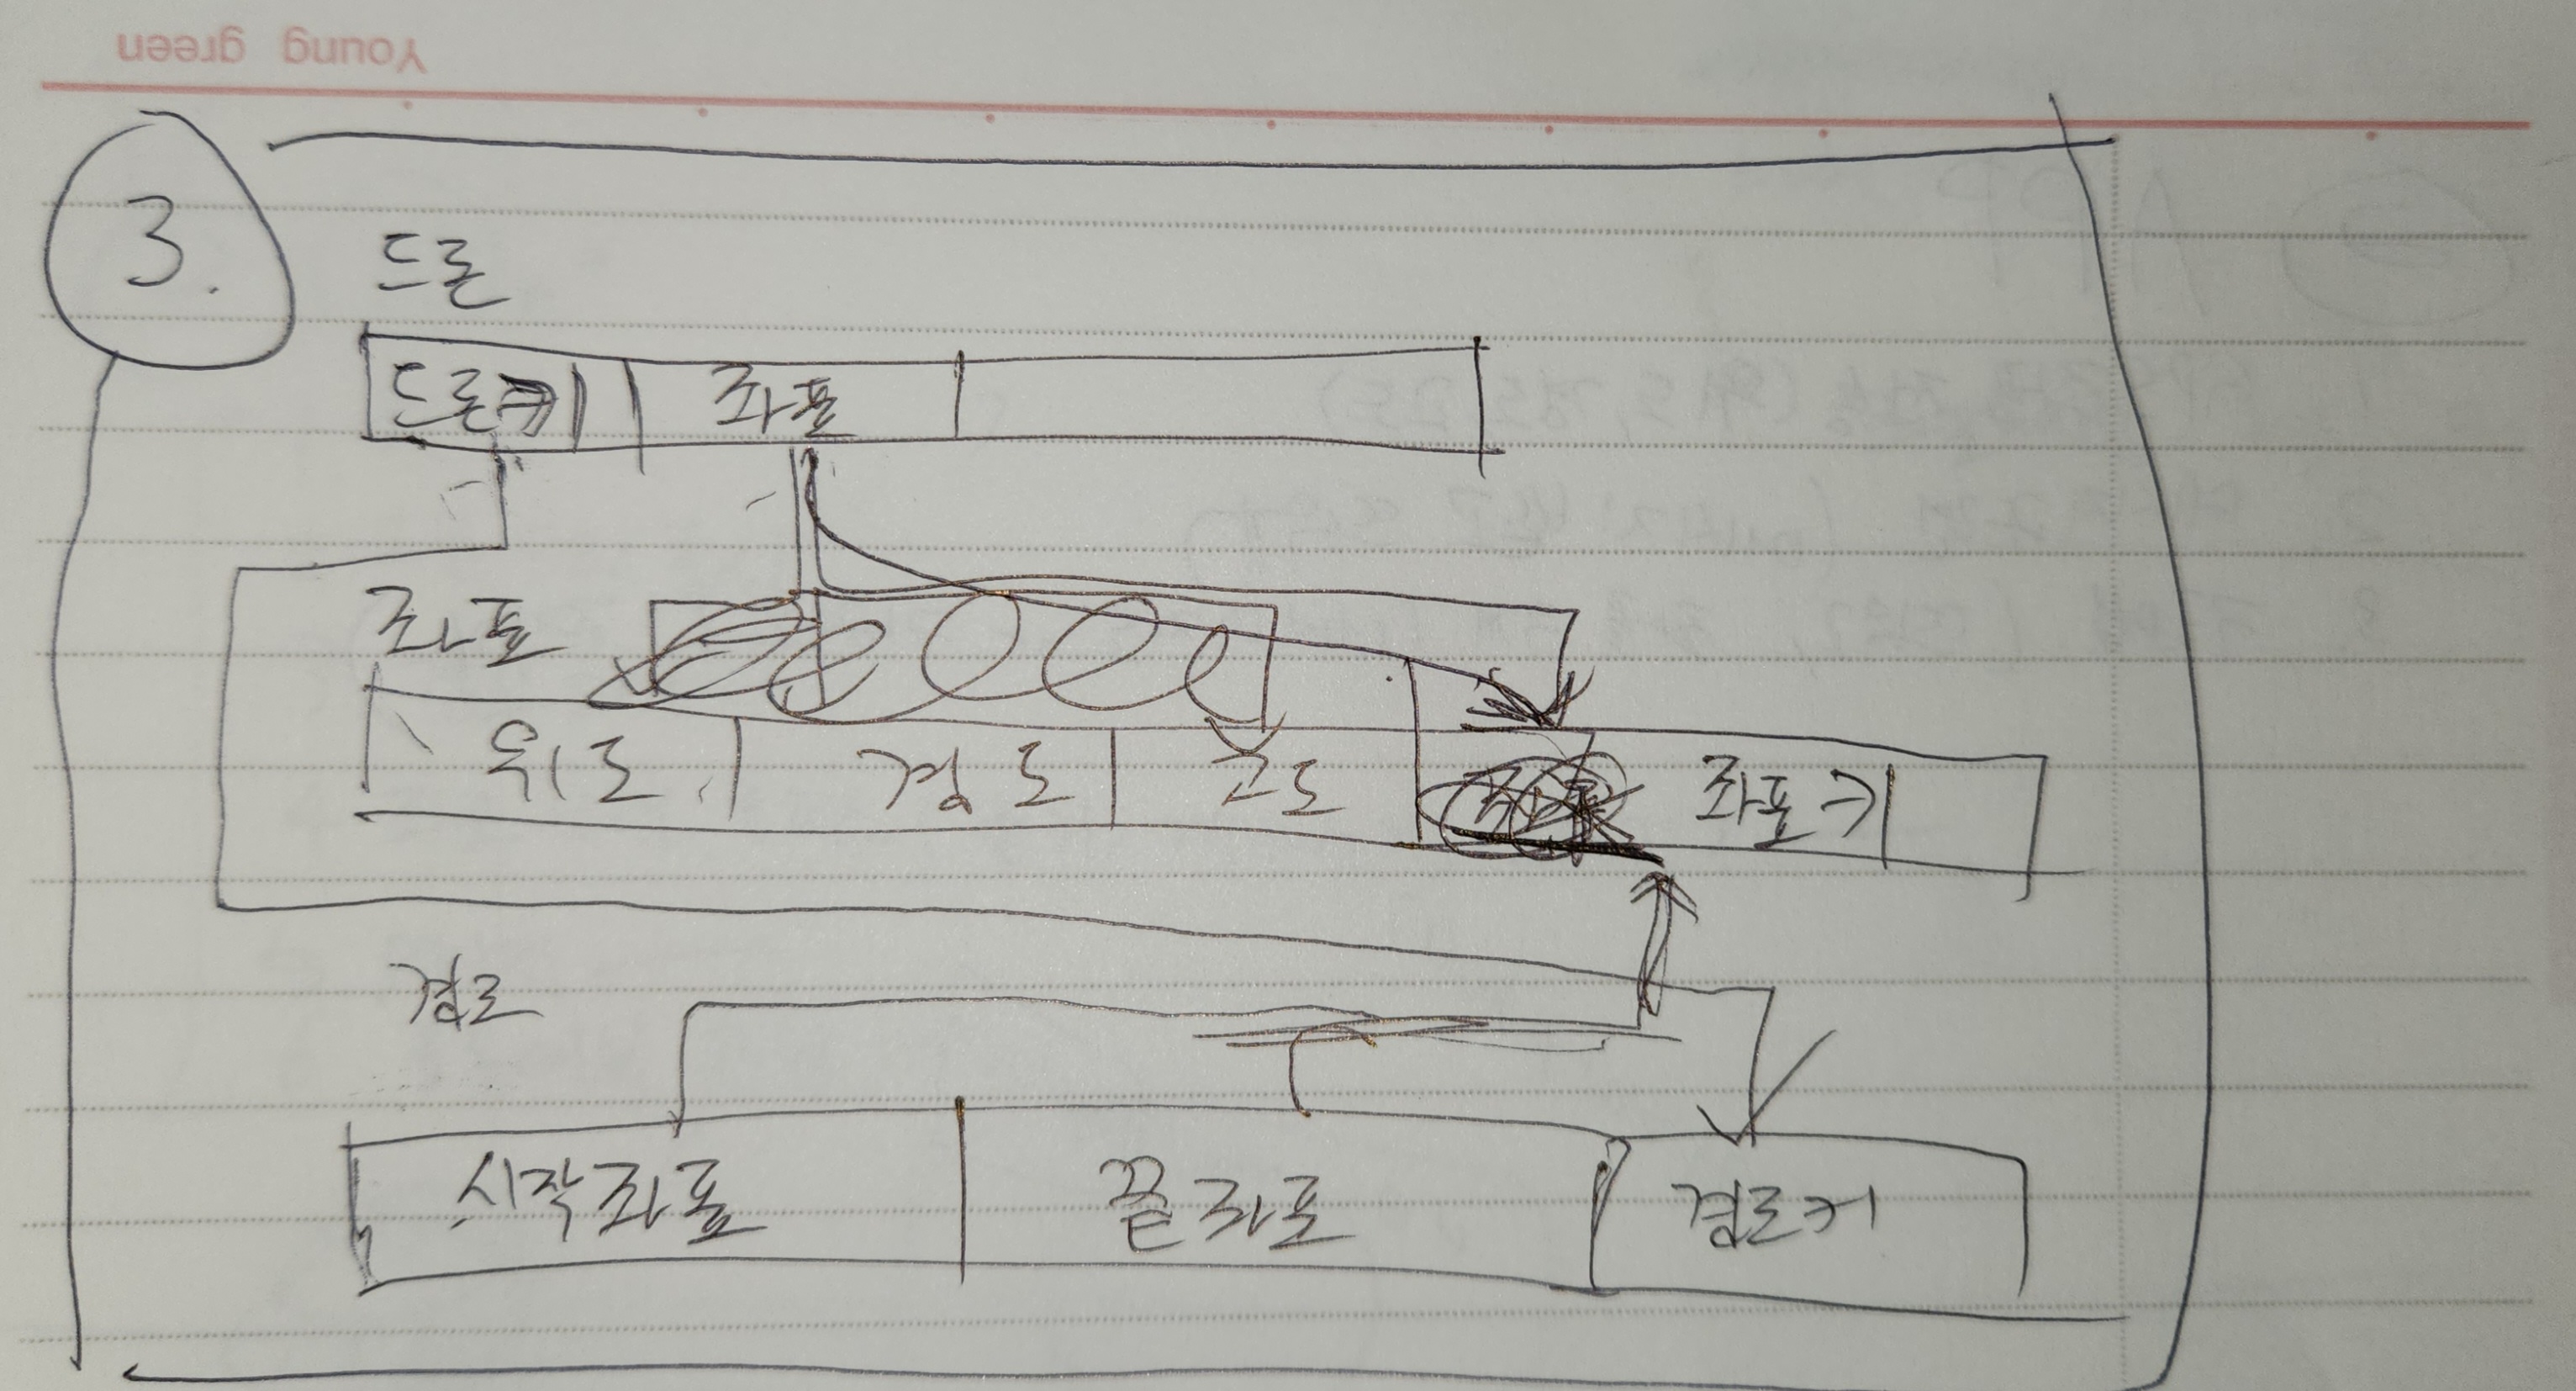 Young green
3.
드론
드론키 좌표
좌표
위도 경도 고도 좌표키
경로
시작좌표 끝좌표 경로키